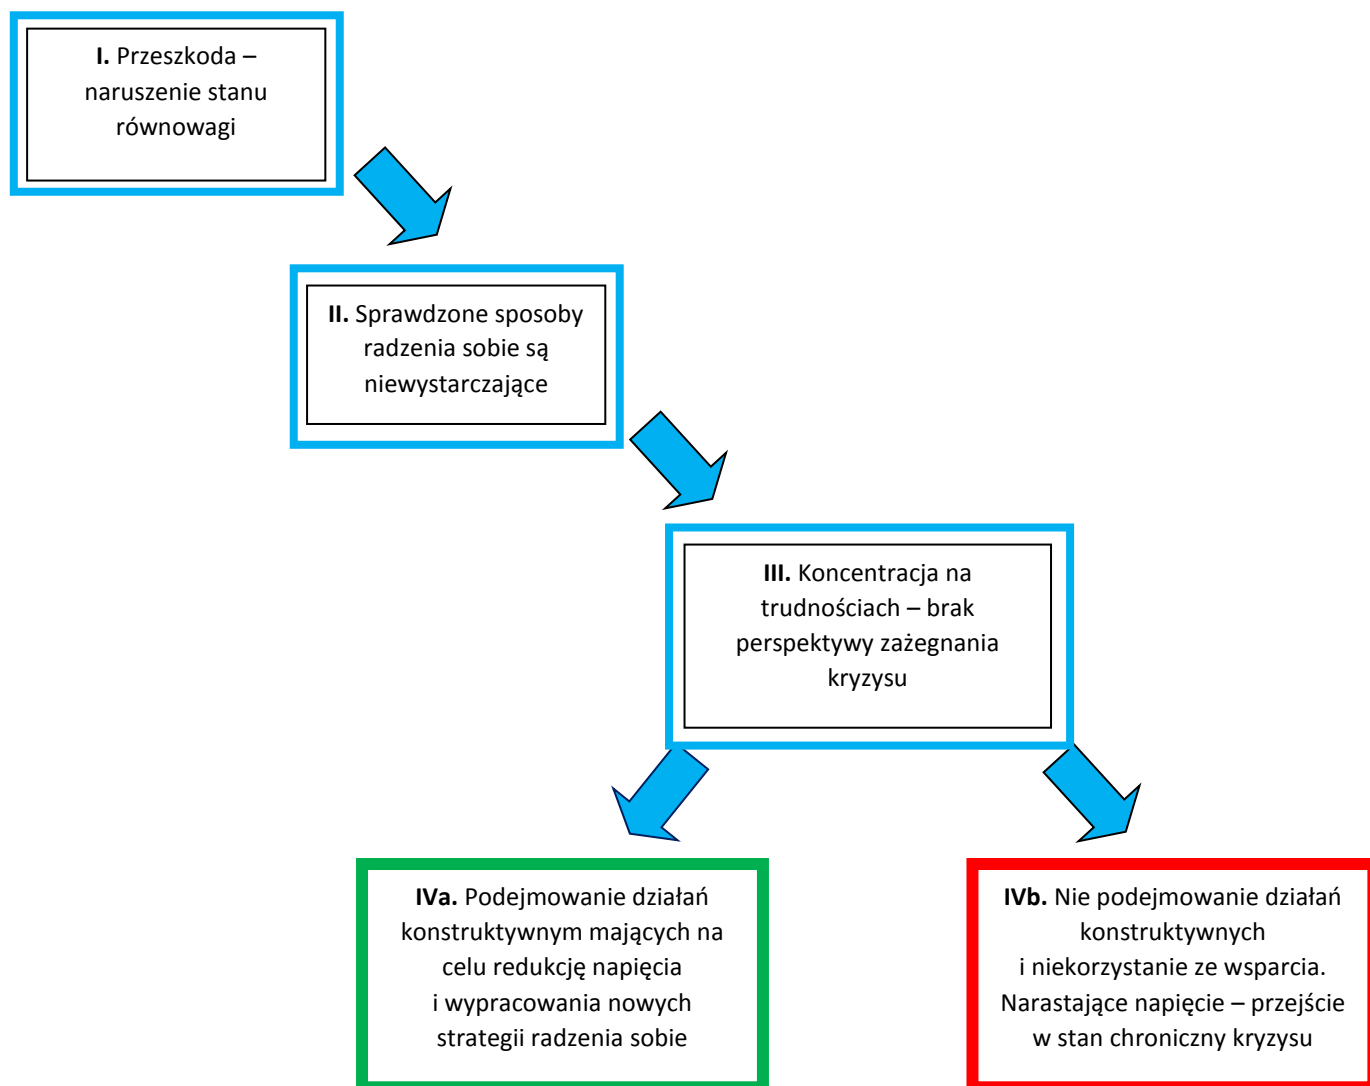 I. Przeszkoda –
naruszenie stanu
równowagi
II. Sprawdzone sposoby
radzenia sobie są
niewystarczające
III. Koncentracja na
trudnościach – brak
perspektywy zażegnania
kryzysu
IVa. Podejmowanie działań
konstruktywnym mających na
celu redukcję napięcia
i wypracowania nowych
strategii radzenia sobie
IVb. Nie podejmowanie działań
konstruktywnych
i niekorzystanie ze wsparcia.
Narastające napięcie – przejście
w stan chroniczny kryzysu